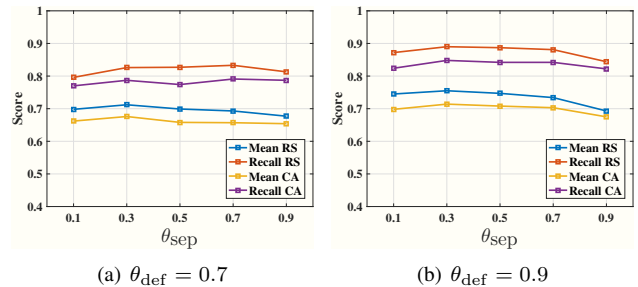 1
0.9
0.8
0.7
0.6
0.5
0.4
Score
Mean RS
Recall RS
Mean CA
Recall CA
0.1 0.3 0.5 0.7 0.9
θsep
(a) θdef = 0.7
1
0.9
0.8
0.7
0.6
0.5
0.4
Score
Mean RS
Recall RS
Mean CA
Recall CA
0.1 0.3 0.5 0.7 0.9
θsep
(b) θdef = 0.9